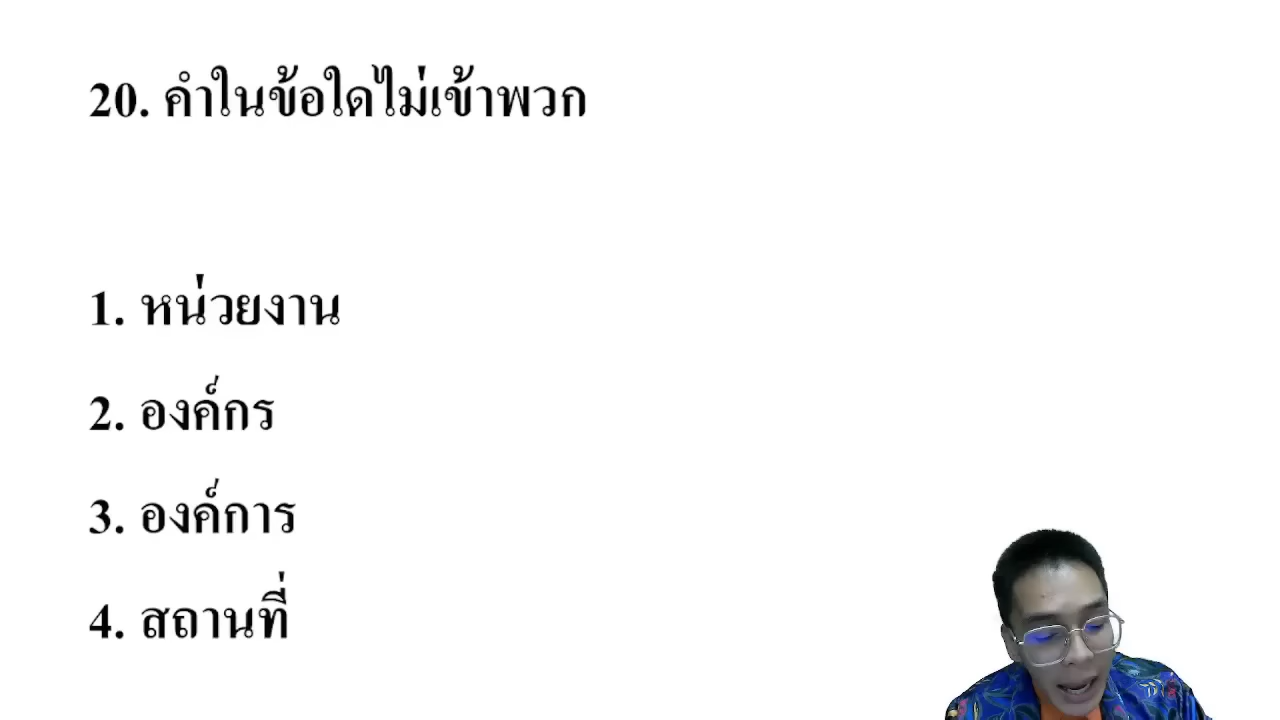 20. คำในข้อใดไม่เข้าพวก
1. หน่วยงาน
2. องค์กร
3. องค์การ
4. สถานที่